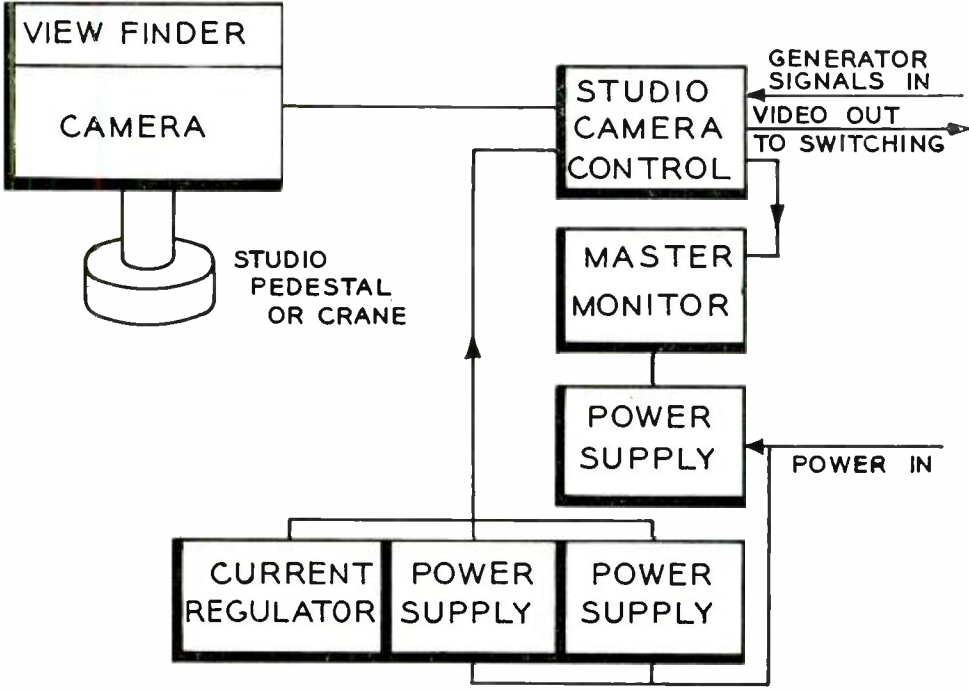 VIEW FINDER
CAMERA
STUDIO
PEDESTAL
OR CRANE
STUDIO
CAMERA
CONTROL
GENERATOR
SIGNALS IN
VIDEO OUT
TO SWITCHING
MASTER
MONITOR
POWER
SUPPLY
POWER IN
CURRENT
REGULATOR
POWER
SUPPLY
POWER
SUPPLY